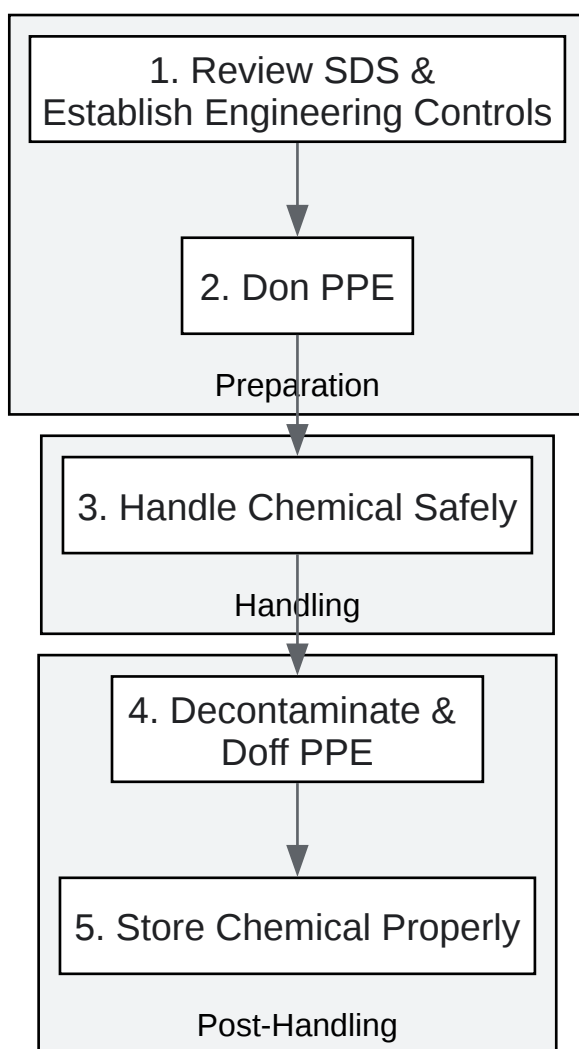 1. Review SDS &
Establish Engineering Controls
2. Don PPE
Preparation
3. Handle Chemical Safely
Handling
4. Decontaminate &
Doff PPE
5. Store Chemical Properly
Post-Handling